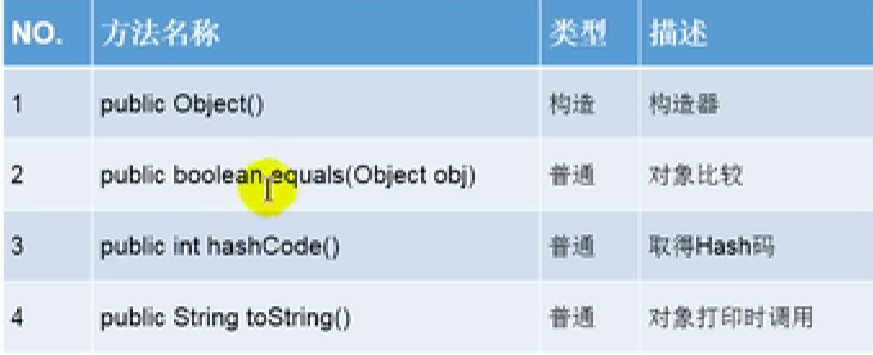 NO. 方法名称 类型 描述
1 public Object() 构造 构造器
2 public boolean equals(Object obj) 普通 对象比较
3 public int hashCode() 普通 取得Hash码
4 public String toString() 普通 对象打印时调用